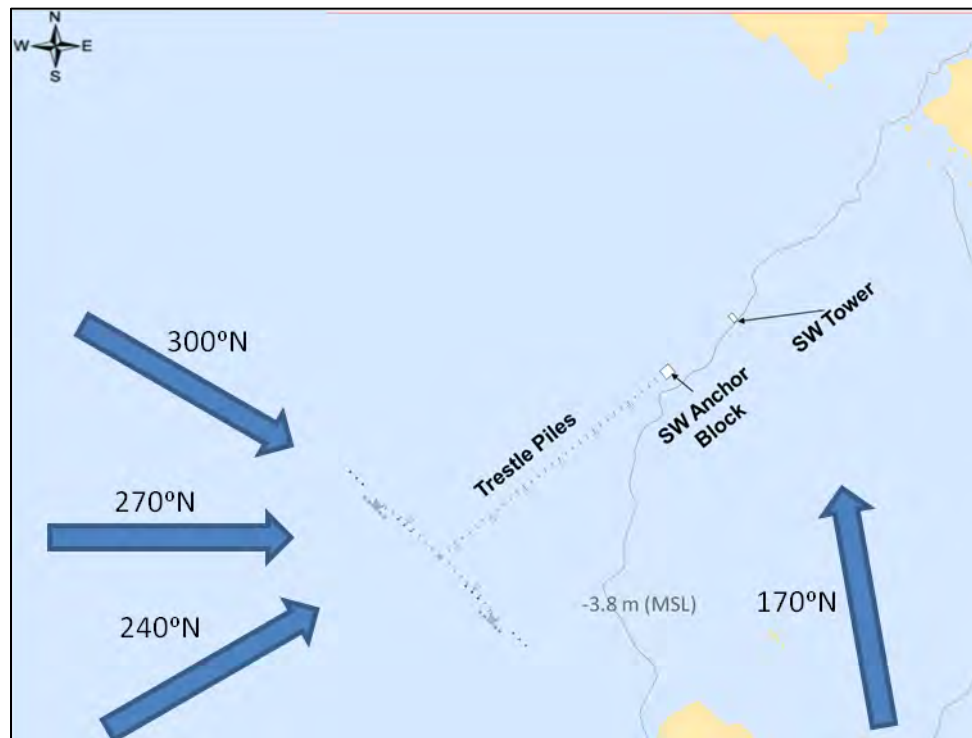 N
W E
S
300ºN
270ºN
240ºN
Trestle Piles
SW Anchor
Block
SW Tower
-3.8 m (MSL)
170ºN